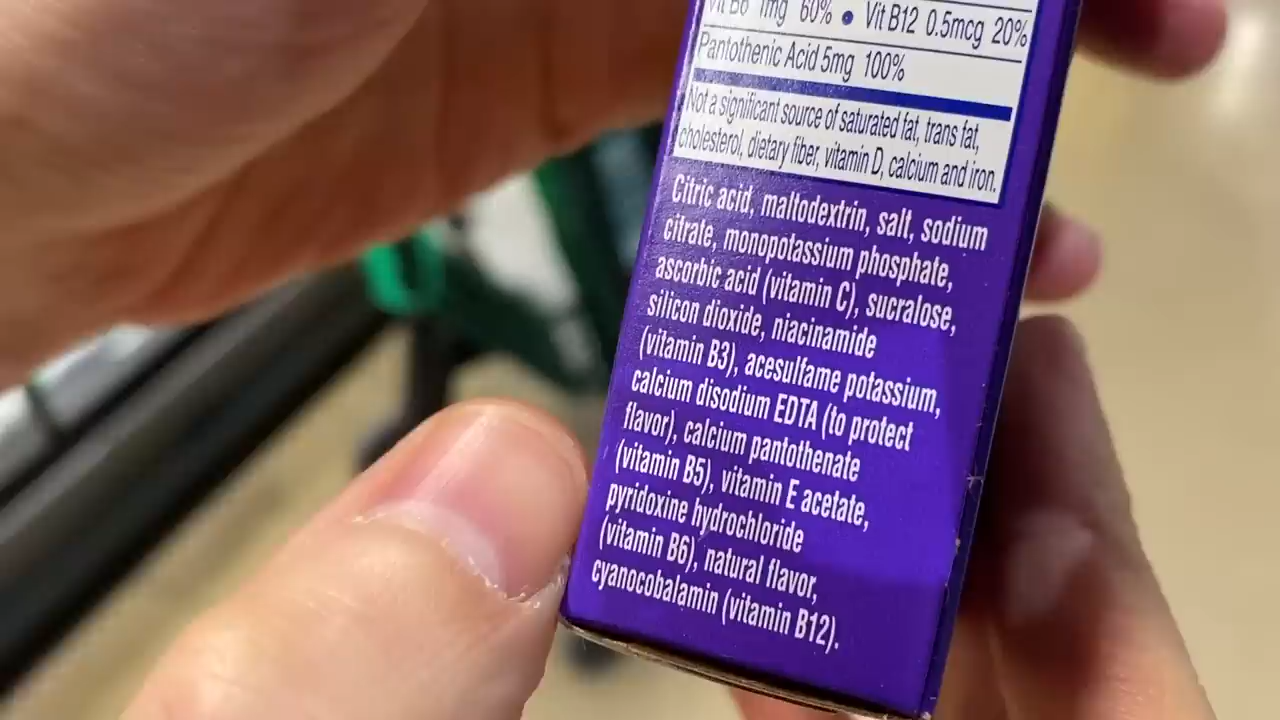 Vit B6 1mg 60% • Vit B12 0.5mcg 20%
Pantothenic Acid 5mg 100%
Not a significant source of saturated fat, trans fat,
cholesterol, dietary fiber, vitamin D, calcium and iron.
Citric acid, maltodextrin, salt, sodium
citrate, monopotassium phosphate,
ascorbic acid (vitamin C), sucralose,
silicon dioxide, niacinamide
(vitamin B3), acesulfame potassium,
calcium disodium EDTA (to protect
flavor), calcium pantothenate
(vitamin B5), vitamin E acetate,
pyridoxine hydrochloride
(vitamin B6), natural flavor,
cyanocobalamin (vitamin B12).